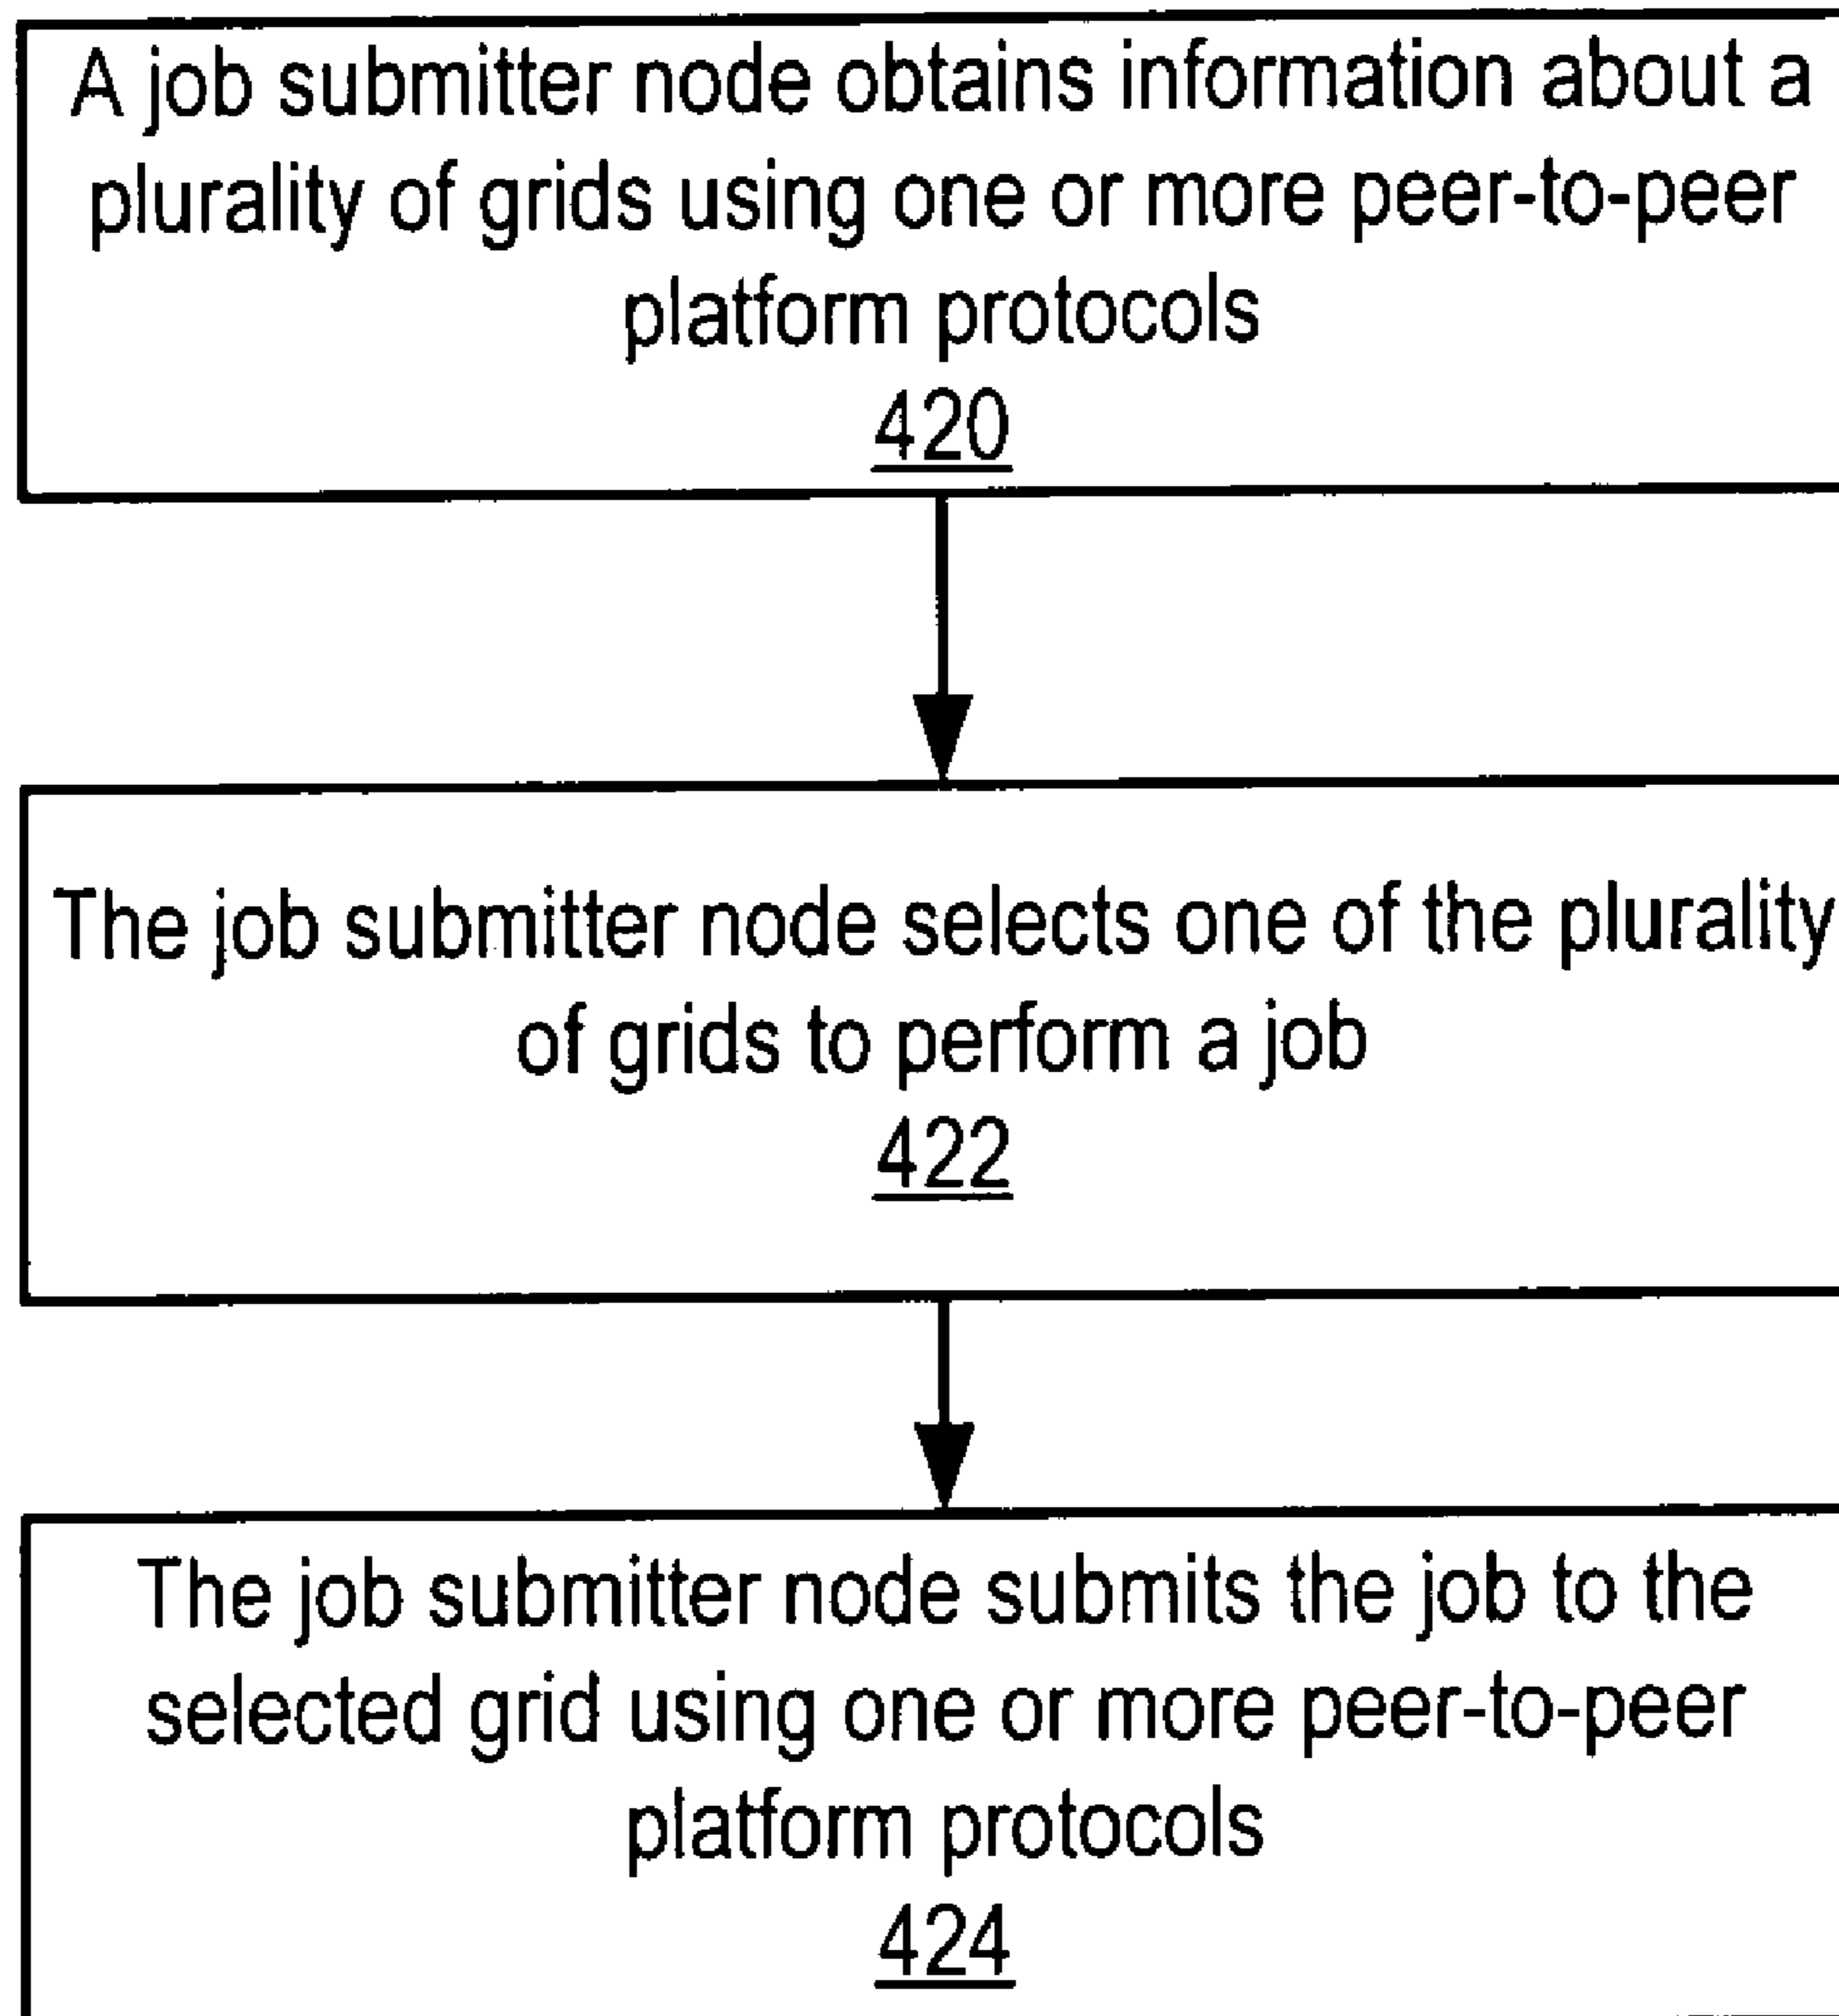 A job submitter node obtains information about a
plurality of grids using one or more peer-to-peer
platform protocols
420
The job submitter node selects one of the plurality
of grids to perform a job
422
The job submitter node submits the job to the
selected grid using one or more peer-to-peer
platform protocols
424